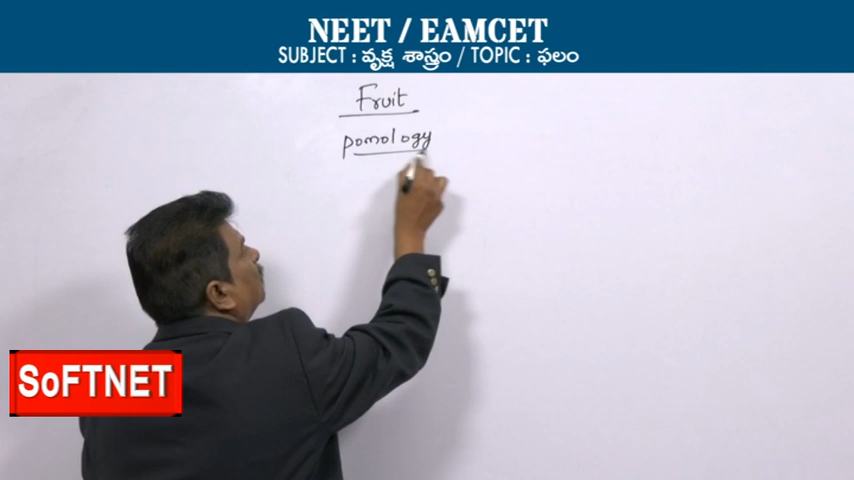 NEET / EAMCET
SUBJECT : వృక్ష శాస్త్రం / TOPIC : ఫలం
Fruit
pomology
SoFTNET